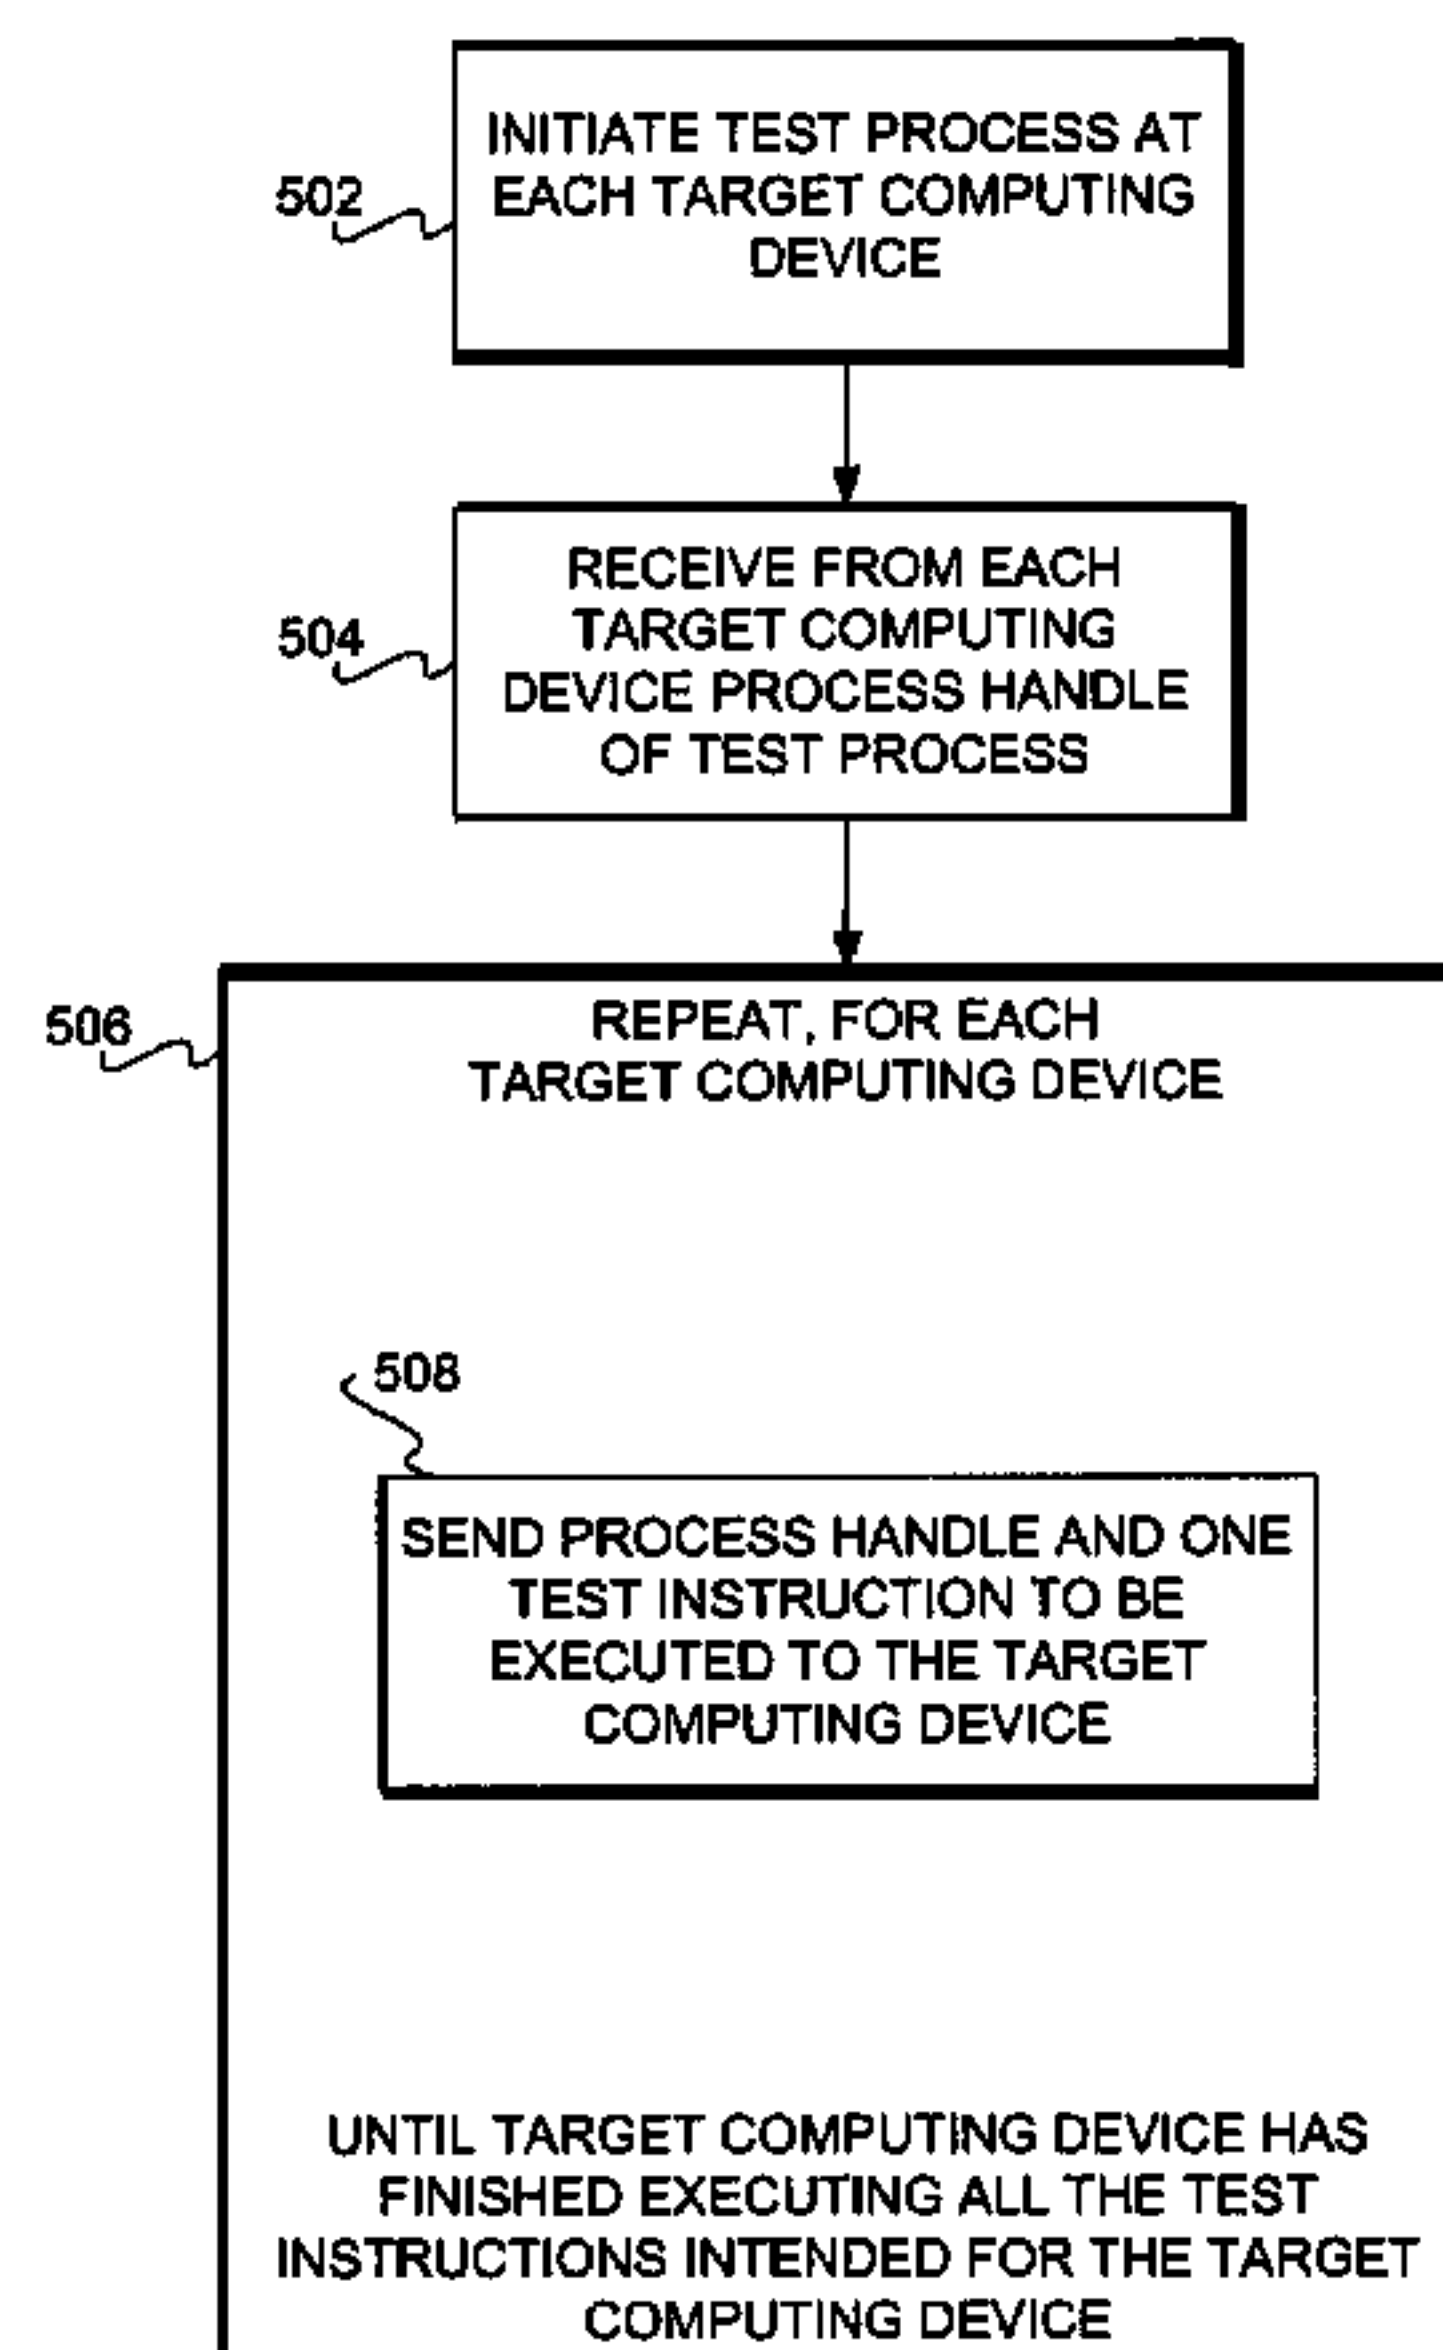 INITIATE TEST PROCESS AT
EACH TARGET COMPUTING
DEVICE
502
RECEIVE FROM EACH
TARGET COMPUTING
DEVICE PROCESS HANDLE
OF TEST PROCESS
504
506
REPEAT, FOR EACH
TARGET COMPUTING DEVICE
508
SEND PROCESS HANDLE AND ONE
TEST INSTRUCTION TO BE
EXECUTED TO THE TARGET
COMPUTING DEVICE
UNTIL TARGET COMPUTING DEVICE HAS
FINISHED EXECUTING ALL THE TEST
INSTRUCTIONS INTENDED FOR THE TARGET
COMPUTING DEVICE